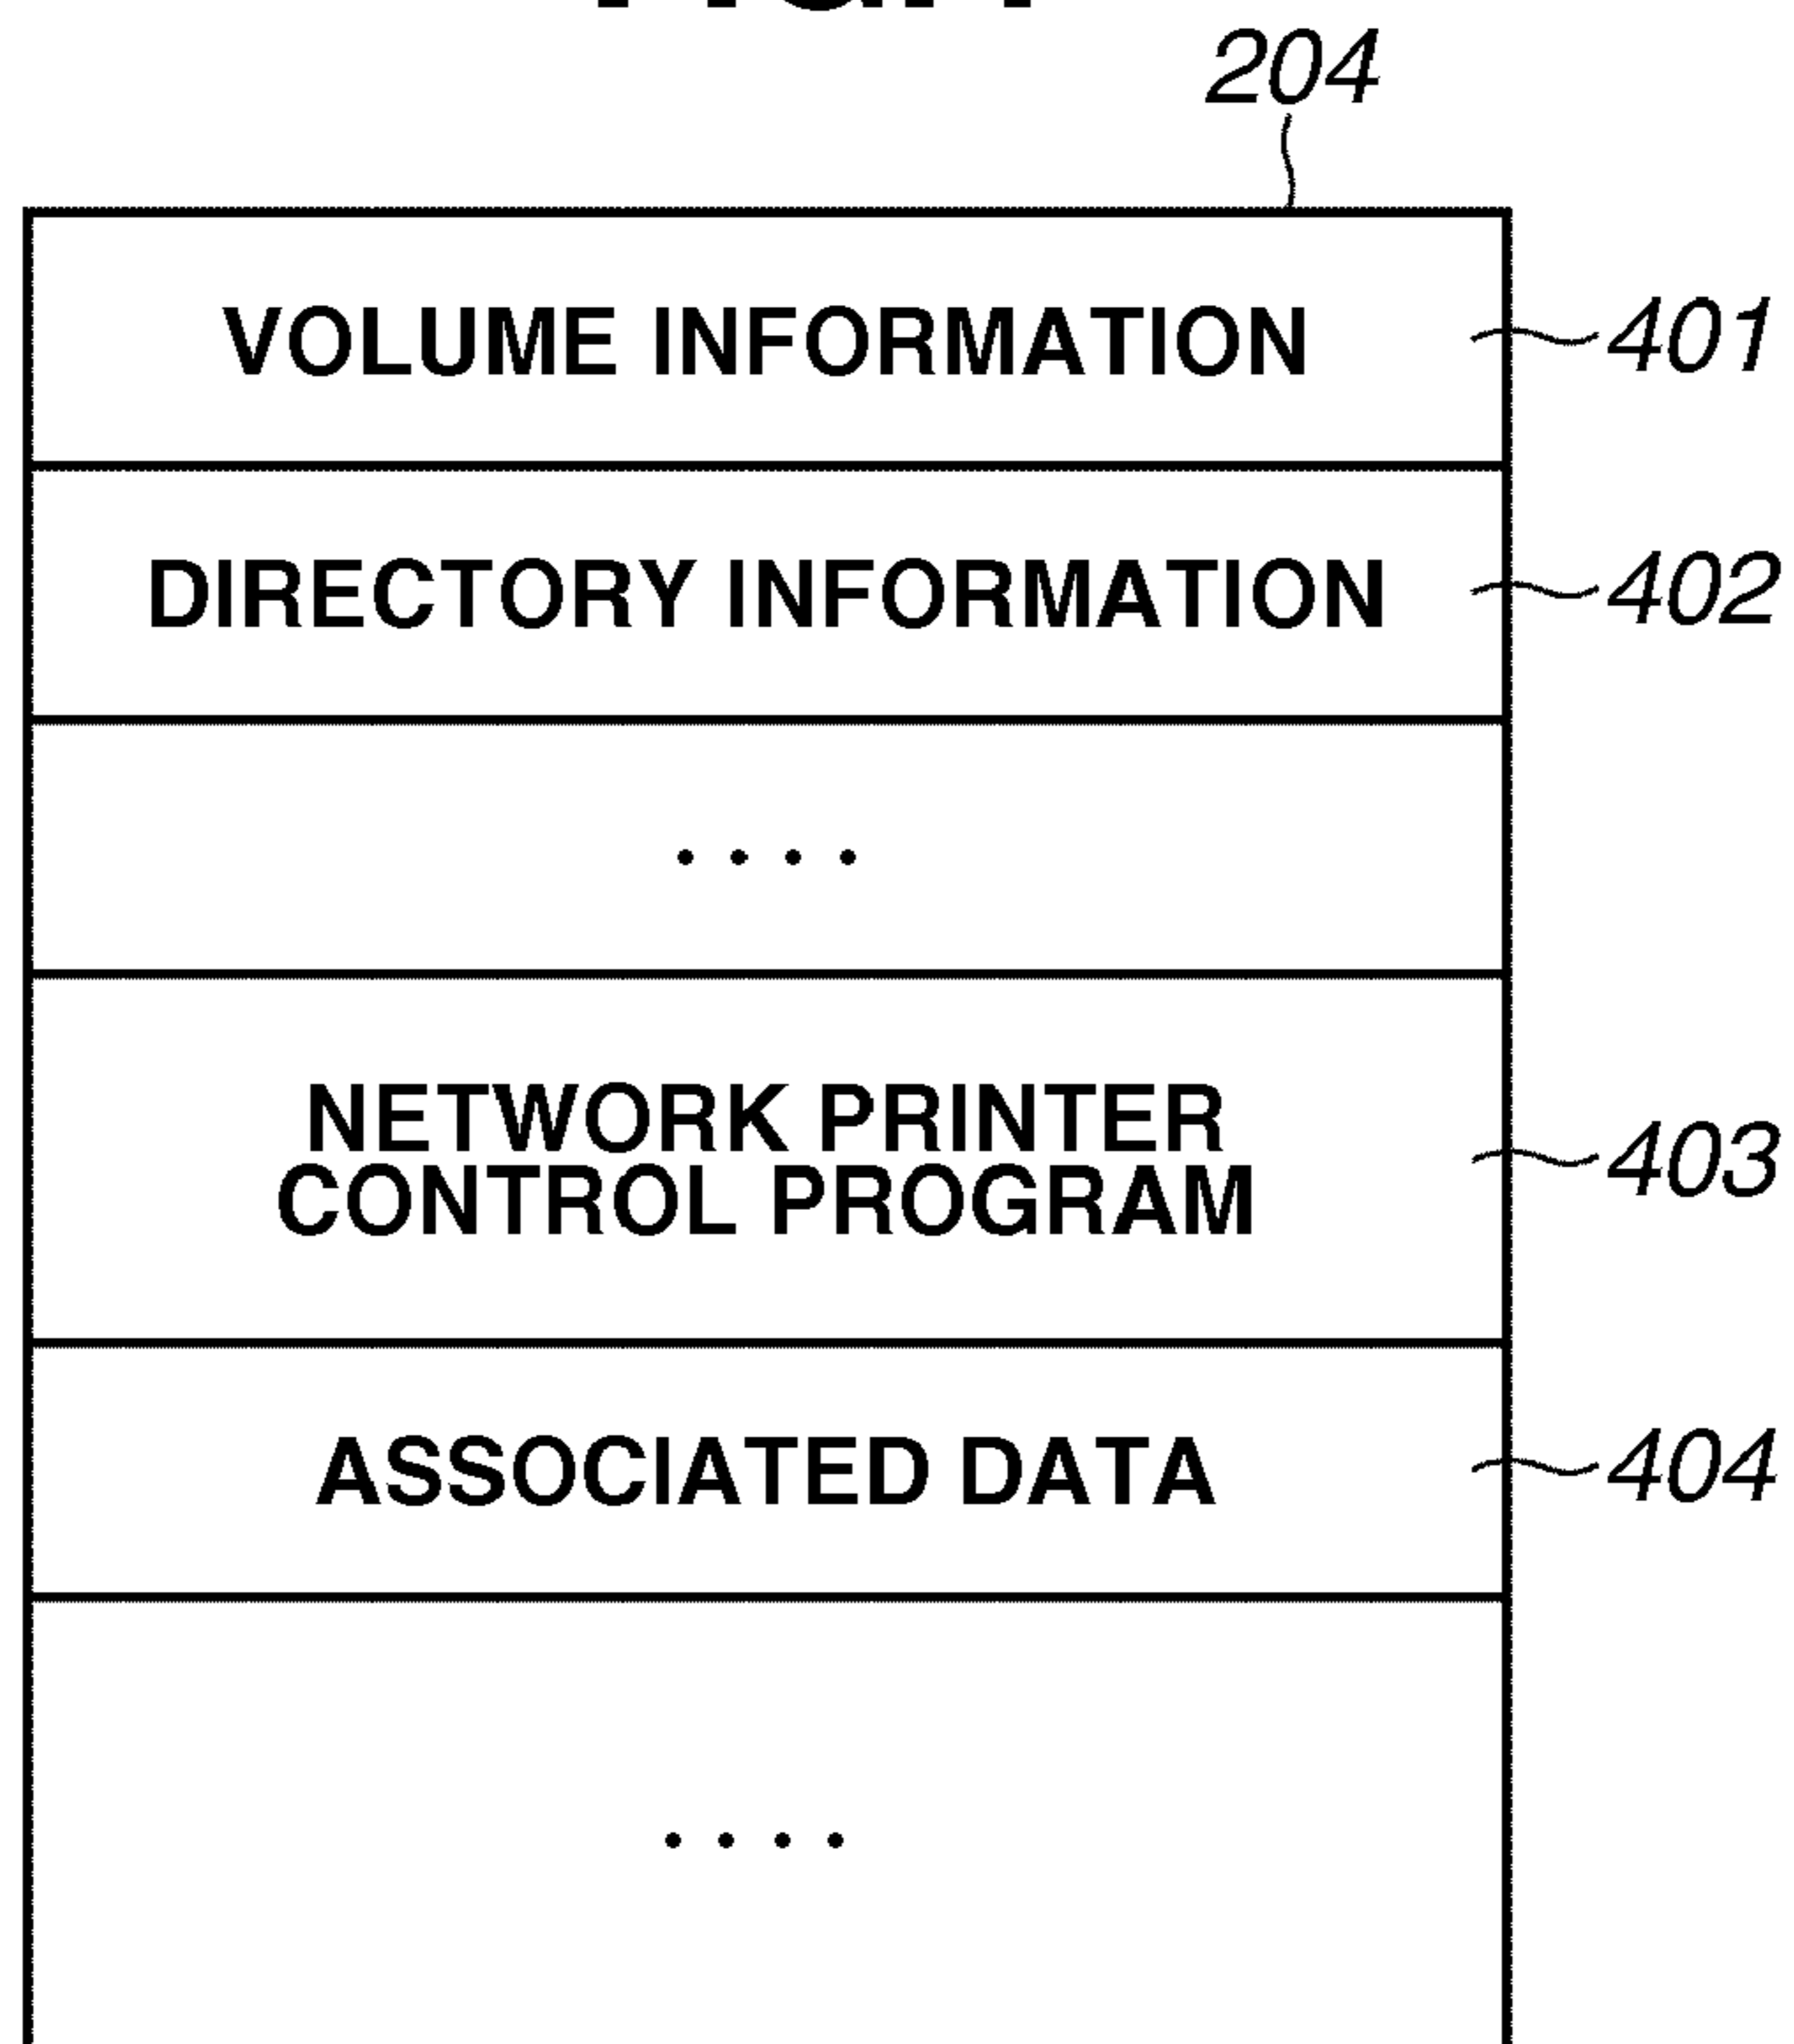 204
VOLUME INFORMATION 401
DIRECTORY INFORMATION 402
. . . .
NETWORK PRINTER
CONTROL PROGRAM 403
ASSOCIATED DATA 404
. . . .